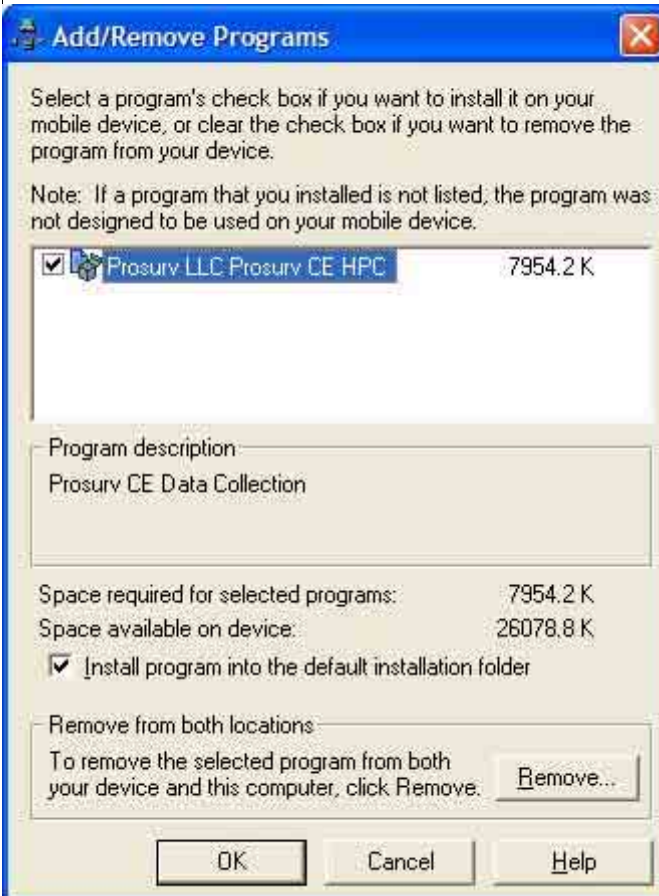 Add/Remove Programs
Select a program's check box if you want to install it on your
mobile device, or clear the check box if you want to remove the
program from your device.
Note: If a program that you installed is not listed, the program was
not designed to be used on your mobile device.
Prosurv LLC Prosurv CE HPC 7954.2 K
Program description
Prosurv CE Data Collection
Space required for selected programs: 7954.2 K
Space available on device: 26078.8 K
Install program into the default installation folder
Remove from both locations
To remove the selected program from both
your device and this computer, click Remove.
Remove...
OK Cancel Help